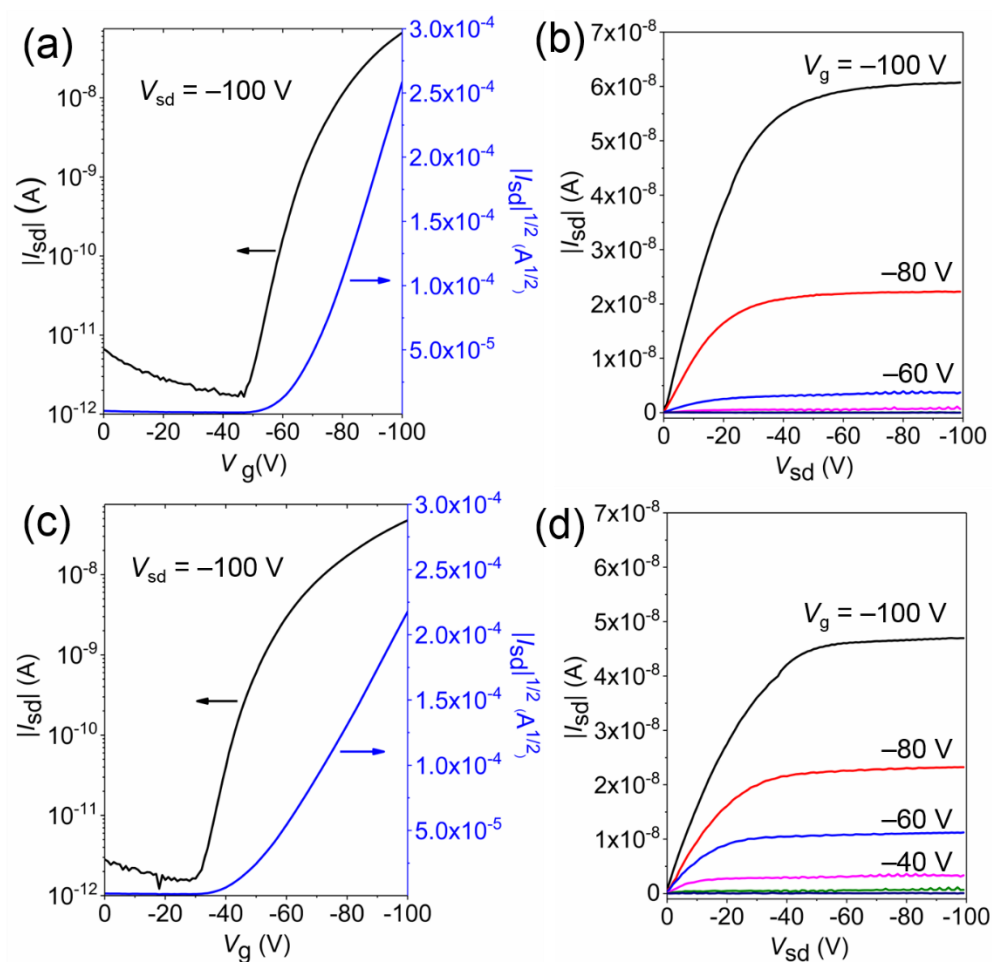 (a)
V_sd = –100 V
|I_sd| (A)
10⁻⁸
10⁻⁹
10⁻¹⁰
10⁻¹¹
10⁻¹²
0 -20 -40 -60 -80 -100
V g(V)
3.0x10⁻⁴
2.5x10⁻⁴
2.0x10⁻⁴
1.5x10⁻⁴
1.0x10⁻⁴
5.0x10⁻⁵
|I_sd|^1/2 (A^1/2)
(b)
V_g = –100 V
–80 V
–60 V
|I_sd| (A)
7x10⁻⁸
6x10⁻⁸
5x10⁻⁸
4x10⁻⁸
3x10⁻⁸
2x10⁻⁸
1x10⁻⁸
0
0 -20 -40 -60 -80 -100
V_sd (V)
(c)
V_sd = –100 V
|I_sd| (A)
10⁻⁸
10⁻⁹
10⁻¹⁰
10⁻¹¹
10⁻¹²
0 -20 -40 -60 -80 -100
V_g (V)
3.0x10⁻⁴
2.5x10⁻⁴
2.0x10⁻⁴
1.5x10⁻⁴
1.0x10⁻⁴
5.0x10⁻⁵
|I_sd|^1/2 (A^1/2)
(d)
V_g = –100 V
–80 V
–60 V
–40 V
|I_sd| (A)
7x10⁻⁸
6x10⁻⁸
5x10⁻⁸
4x10⁻⁸
3x10⁻⁸
2x10⁻⁸
1x10⁻⁸
0
0 -20 -40 -60 -80 -100
V_sd (V)